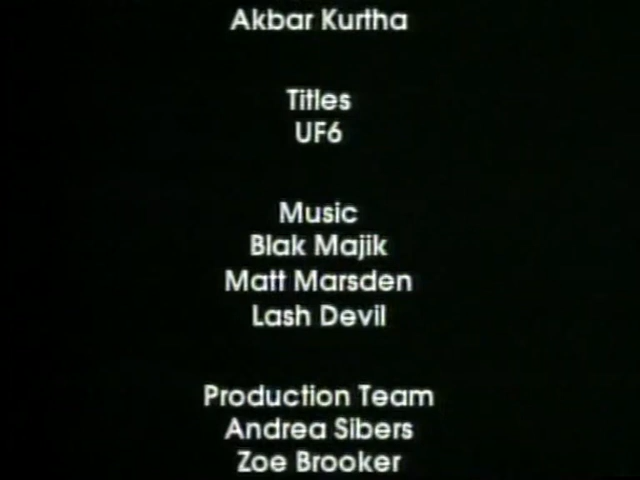 Akbar Kurtha
Titles
UF6
Music
Blak Majik
Matt Marsden
Lash Devil
Production Team
Andrea Sibers
Zoe Brooker